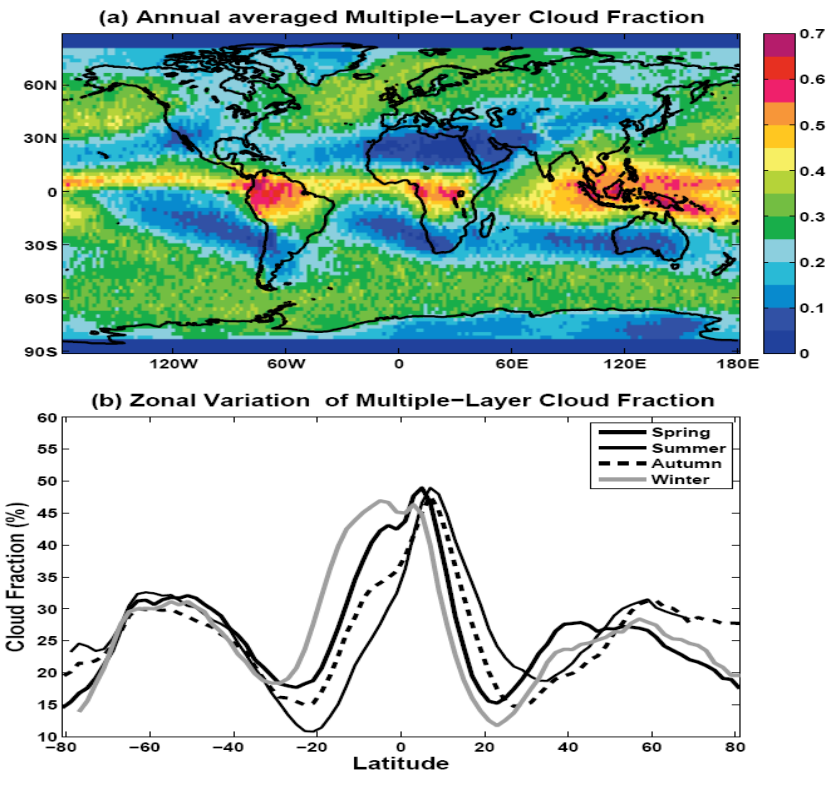 (a) Annual averaged Multiple−Layer Cloud Fraction
60N
30N
0
30S
60S
90S
120W 60W 0 60E 120E 180E
0.7
0.6
0.5
0.4
0.3
0.2
0.1
0
(b) Zonal Variation of Multiple−Layer Cloud Fraction
Cloud Fraction (%)
60
55
50
45
40
35
30
25
20
15
10
−80 −60 −40 −20 0 20 40 60 80
Latitude
Spring
Summer
Autumn
Winter